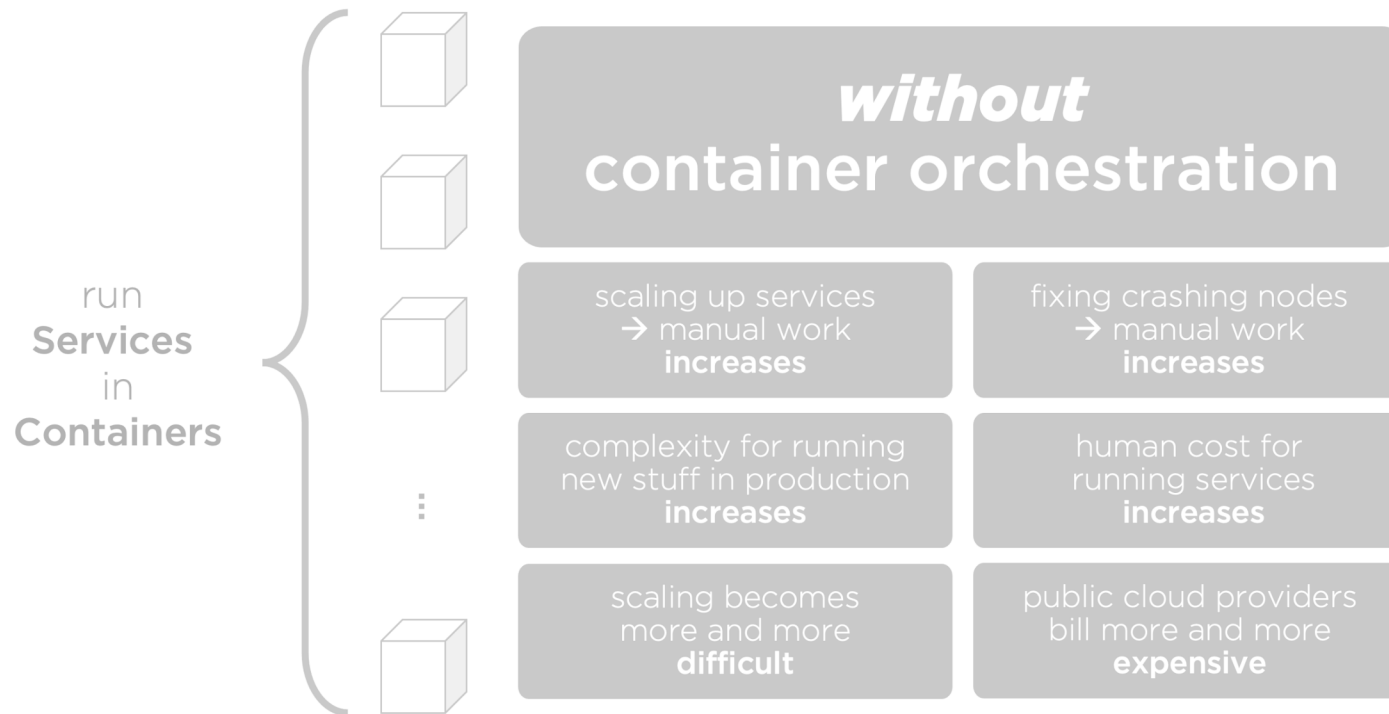 run
Services
in
Containers
⋮
without
container orchestration
scaling up services
→ manual work
increases
fixing crashing nodes
→ manual work
increases
complexity for running
new stuff in production
increases
human cost for
running services
increases
scaling becomes
more and more
difficult
public cloud providers
bill more and more
expensive